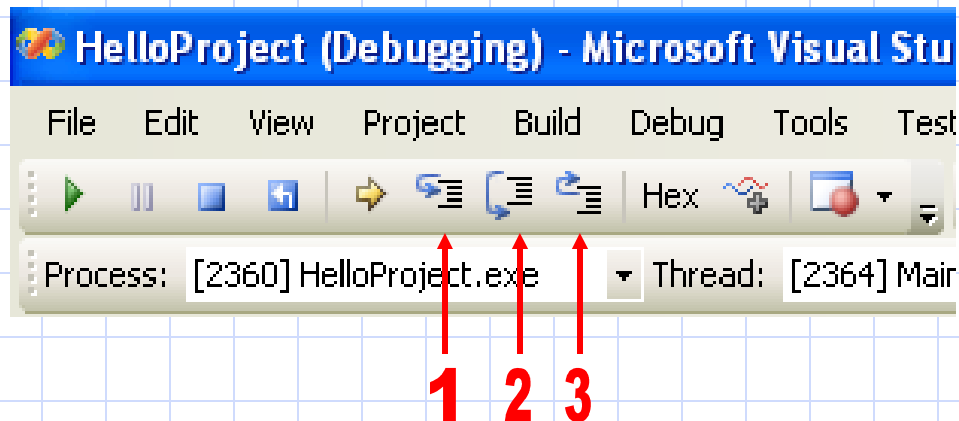 HelloProject (Debugging) - Microsoft Visual Stu
File Edit View Project Build Debug Tools Test
Hex
Process: [2360] HelloProject.exe Thread: [2364] Mair
1 2 3